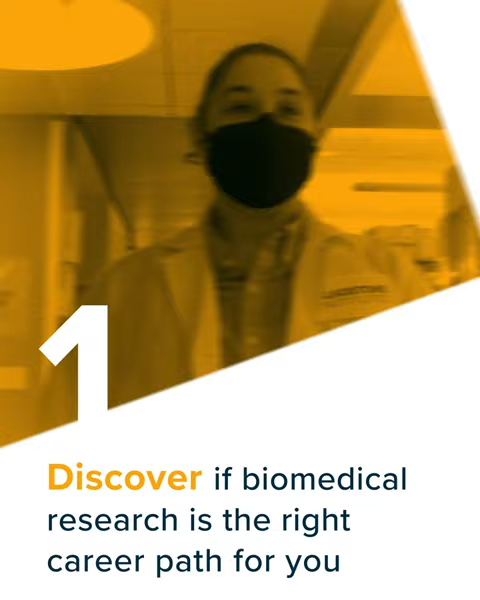 1
Discover if biomedical
research is the right
career path for you